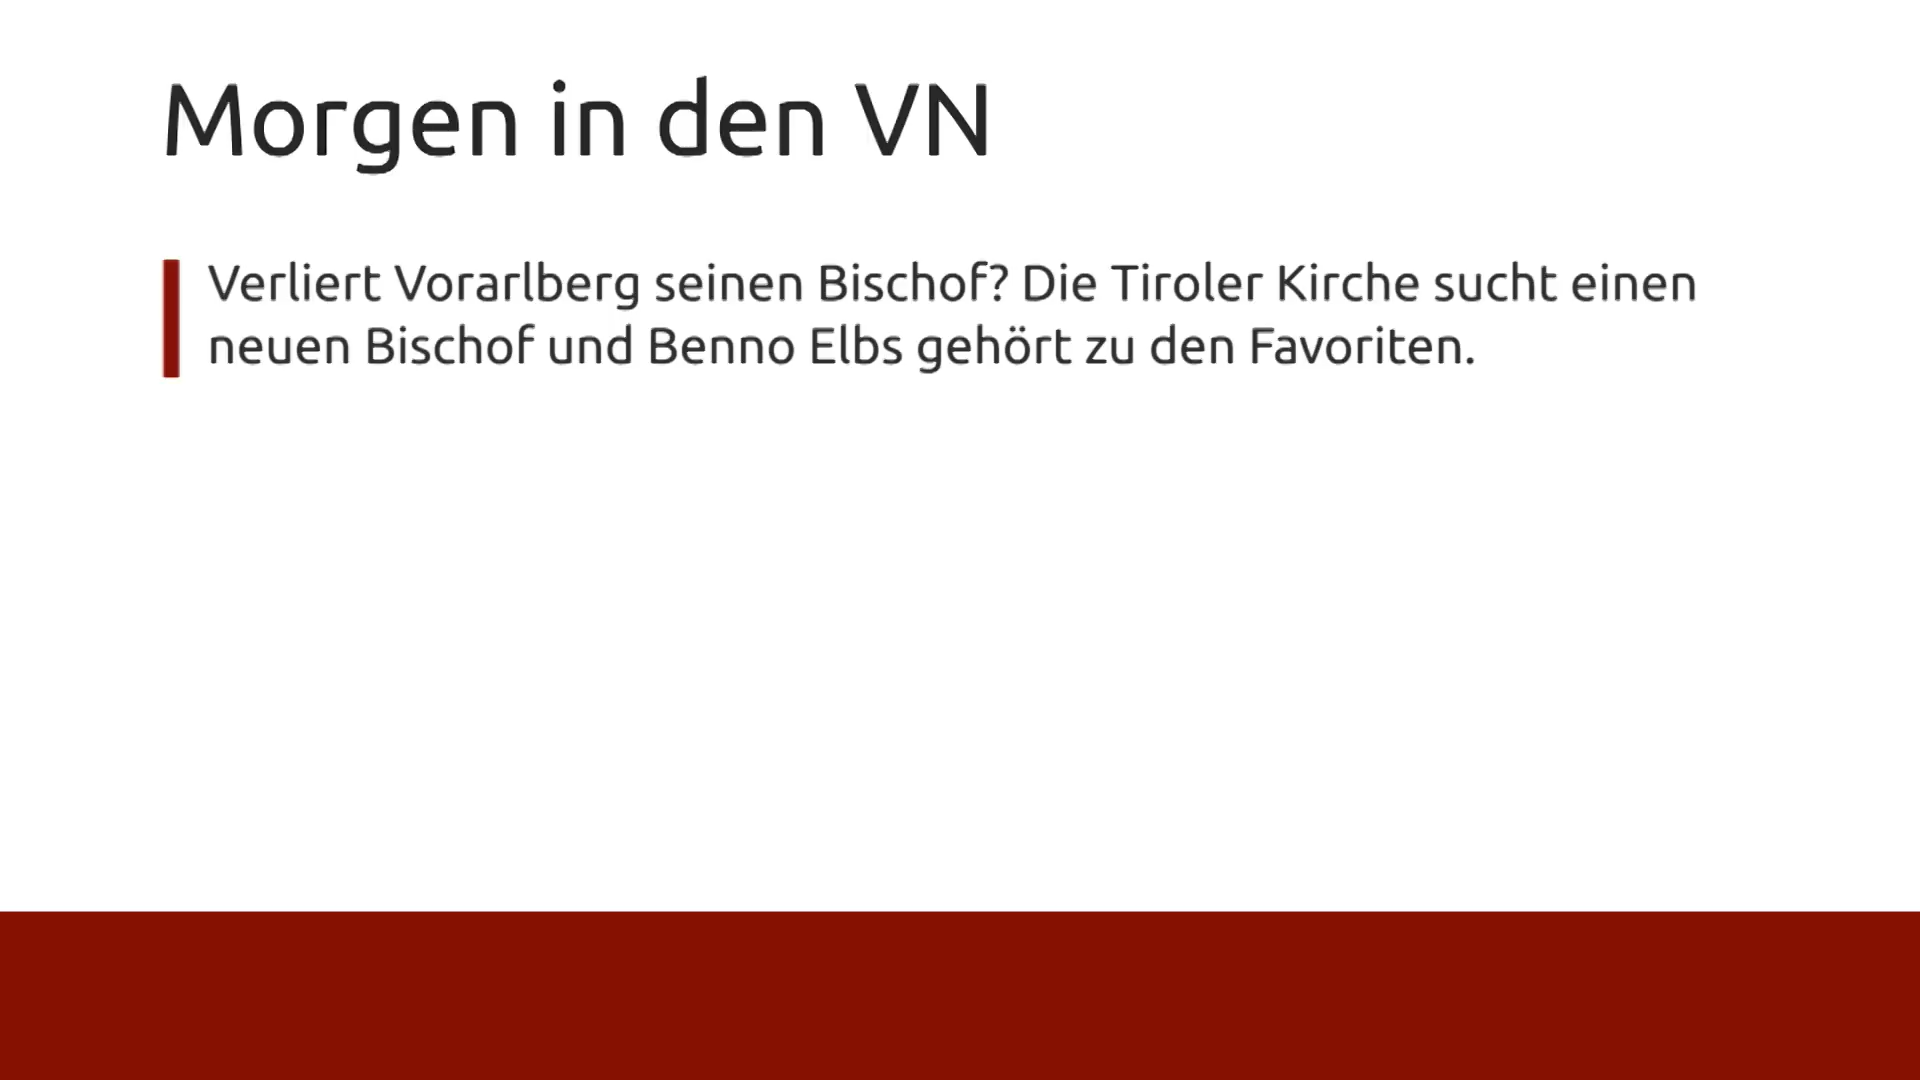 Morgen in den VN
Verliert Vorarlberg seinen Bischof? Die Tiroler Kirche sucht einen
neuen Bischof und Benno Elbs gehört zu den Favoriten.